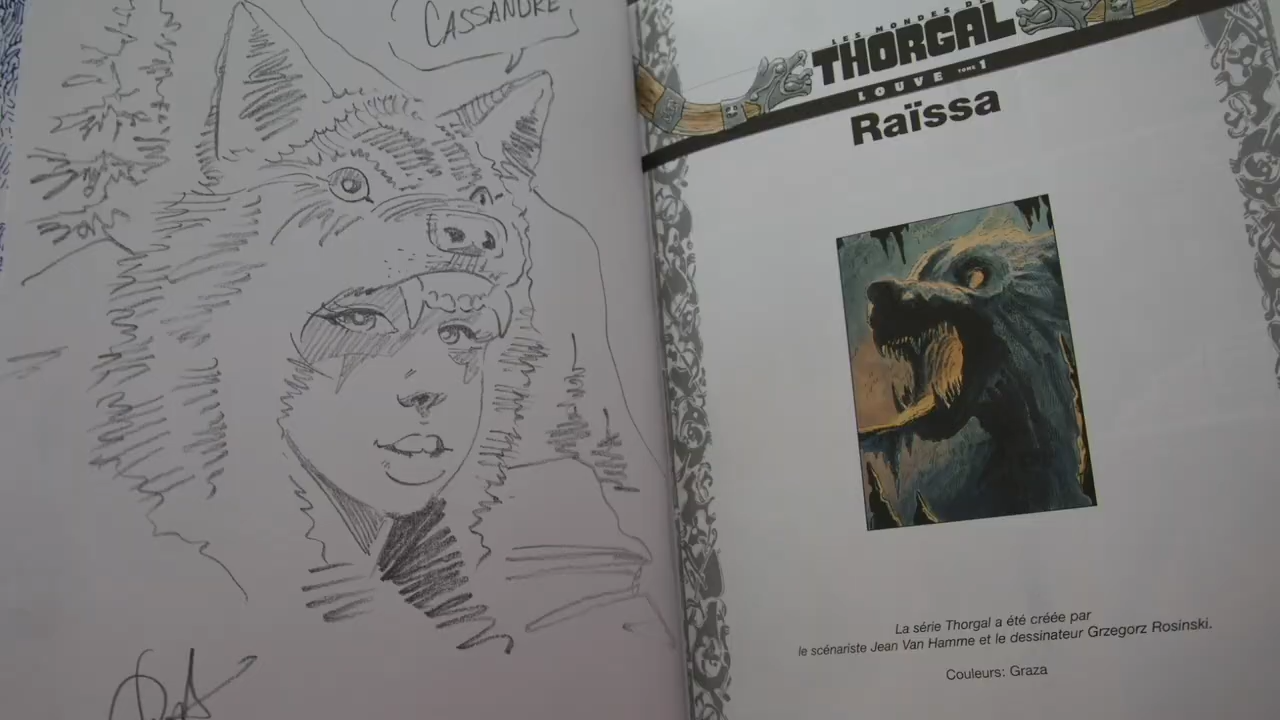 CASSANDRE
LES MONDES DE
THORGAL
LOUVE TOME 1
Raïssa
La série Thorgal a été créée par
le scénariste Jean Van Hamme et le dessinateur Grzegorz Rosinski.
Couleurs: Graza